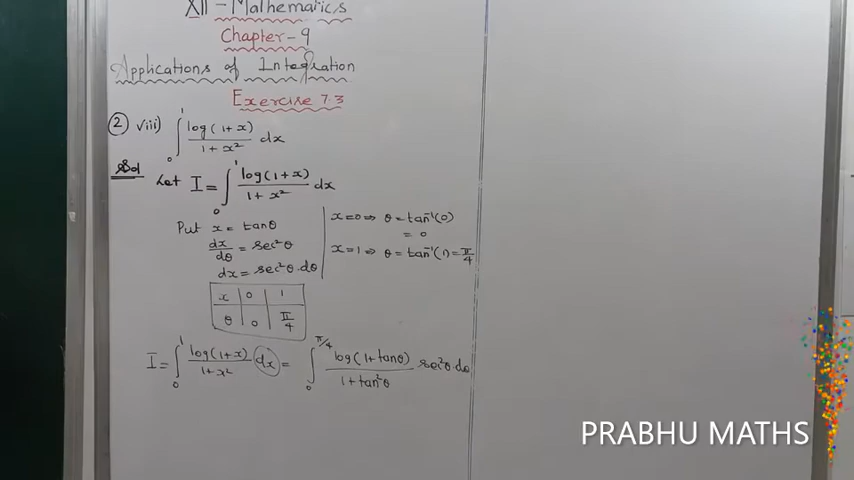 XII - Mathematics
Chapter - 9
Applications of Integration
Exercise 7.3
② viii) ∫₀¹ log(1+x)/(1+x²) dx
Sol Let I = ∫₀¹ log(1+x)/(1+x²) dx
Put x = tanθ
dx/dθ = sec²θ
dx = sec²θ·dθ
x=0 ⇒ θ = tan⁻¹(0)
= 0
x=1 ⇒ θ = tan⁻¹(1) = π/4
x 0 1
θ 0 π/4
I = ∫₀¹ log(1+x)/(1+x²) dx = ∫₀^(π/4) log(1+tanθ)/(1+tan²θ) sec²θ·dθ
PRABHU MATHS